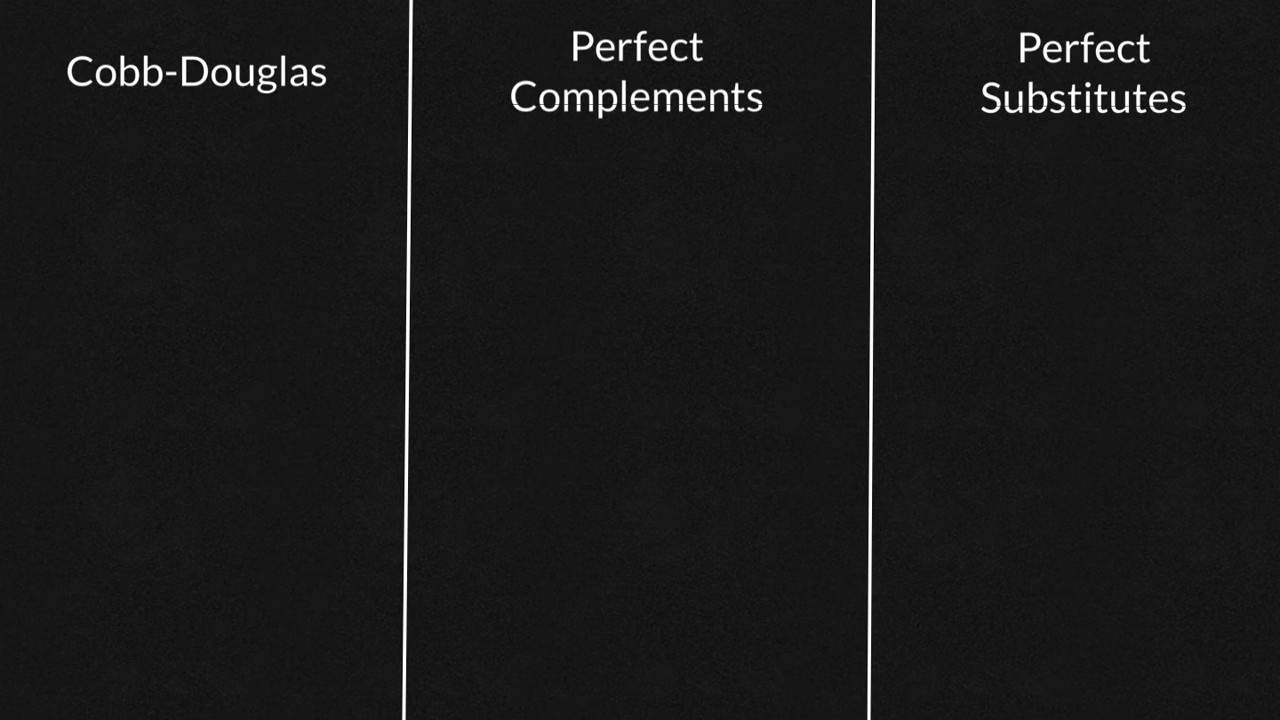 Cobb-Douglas
Perfect
Complements
Perfect
Substitutes